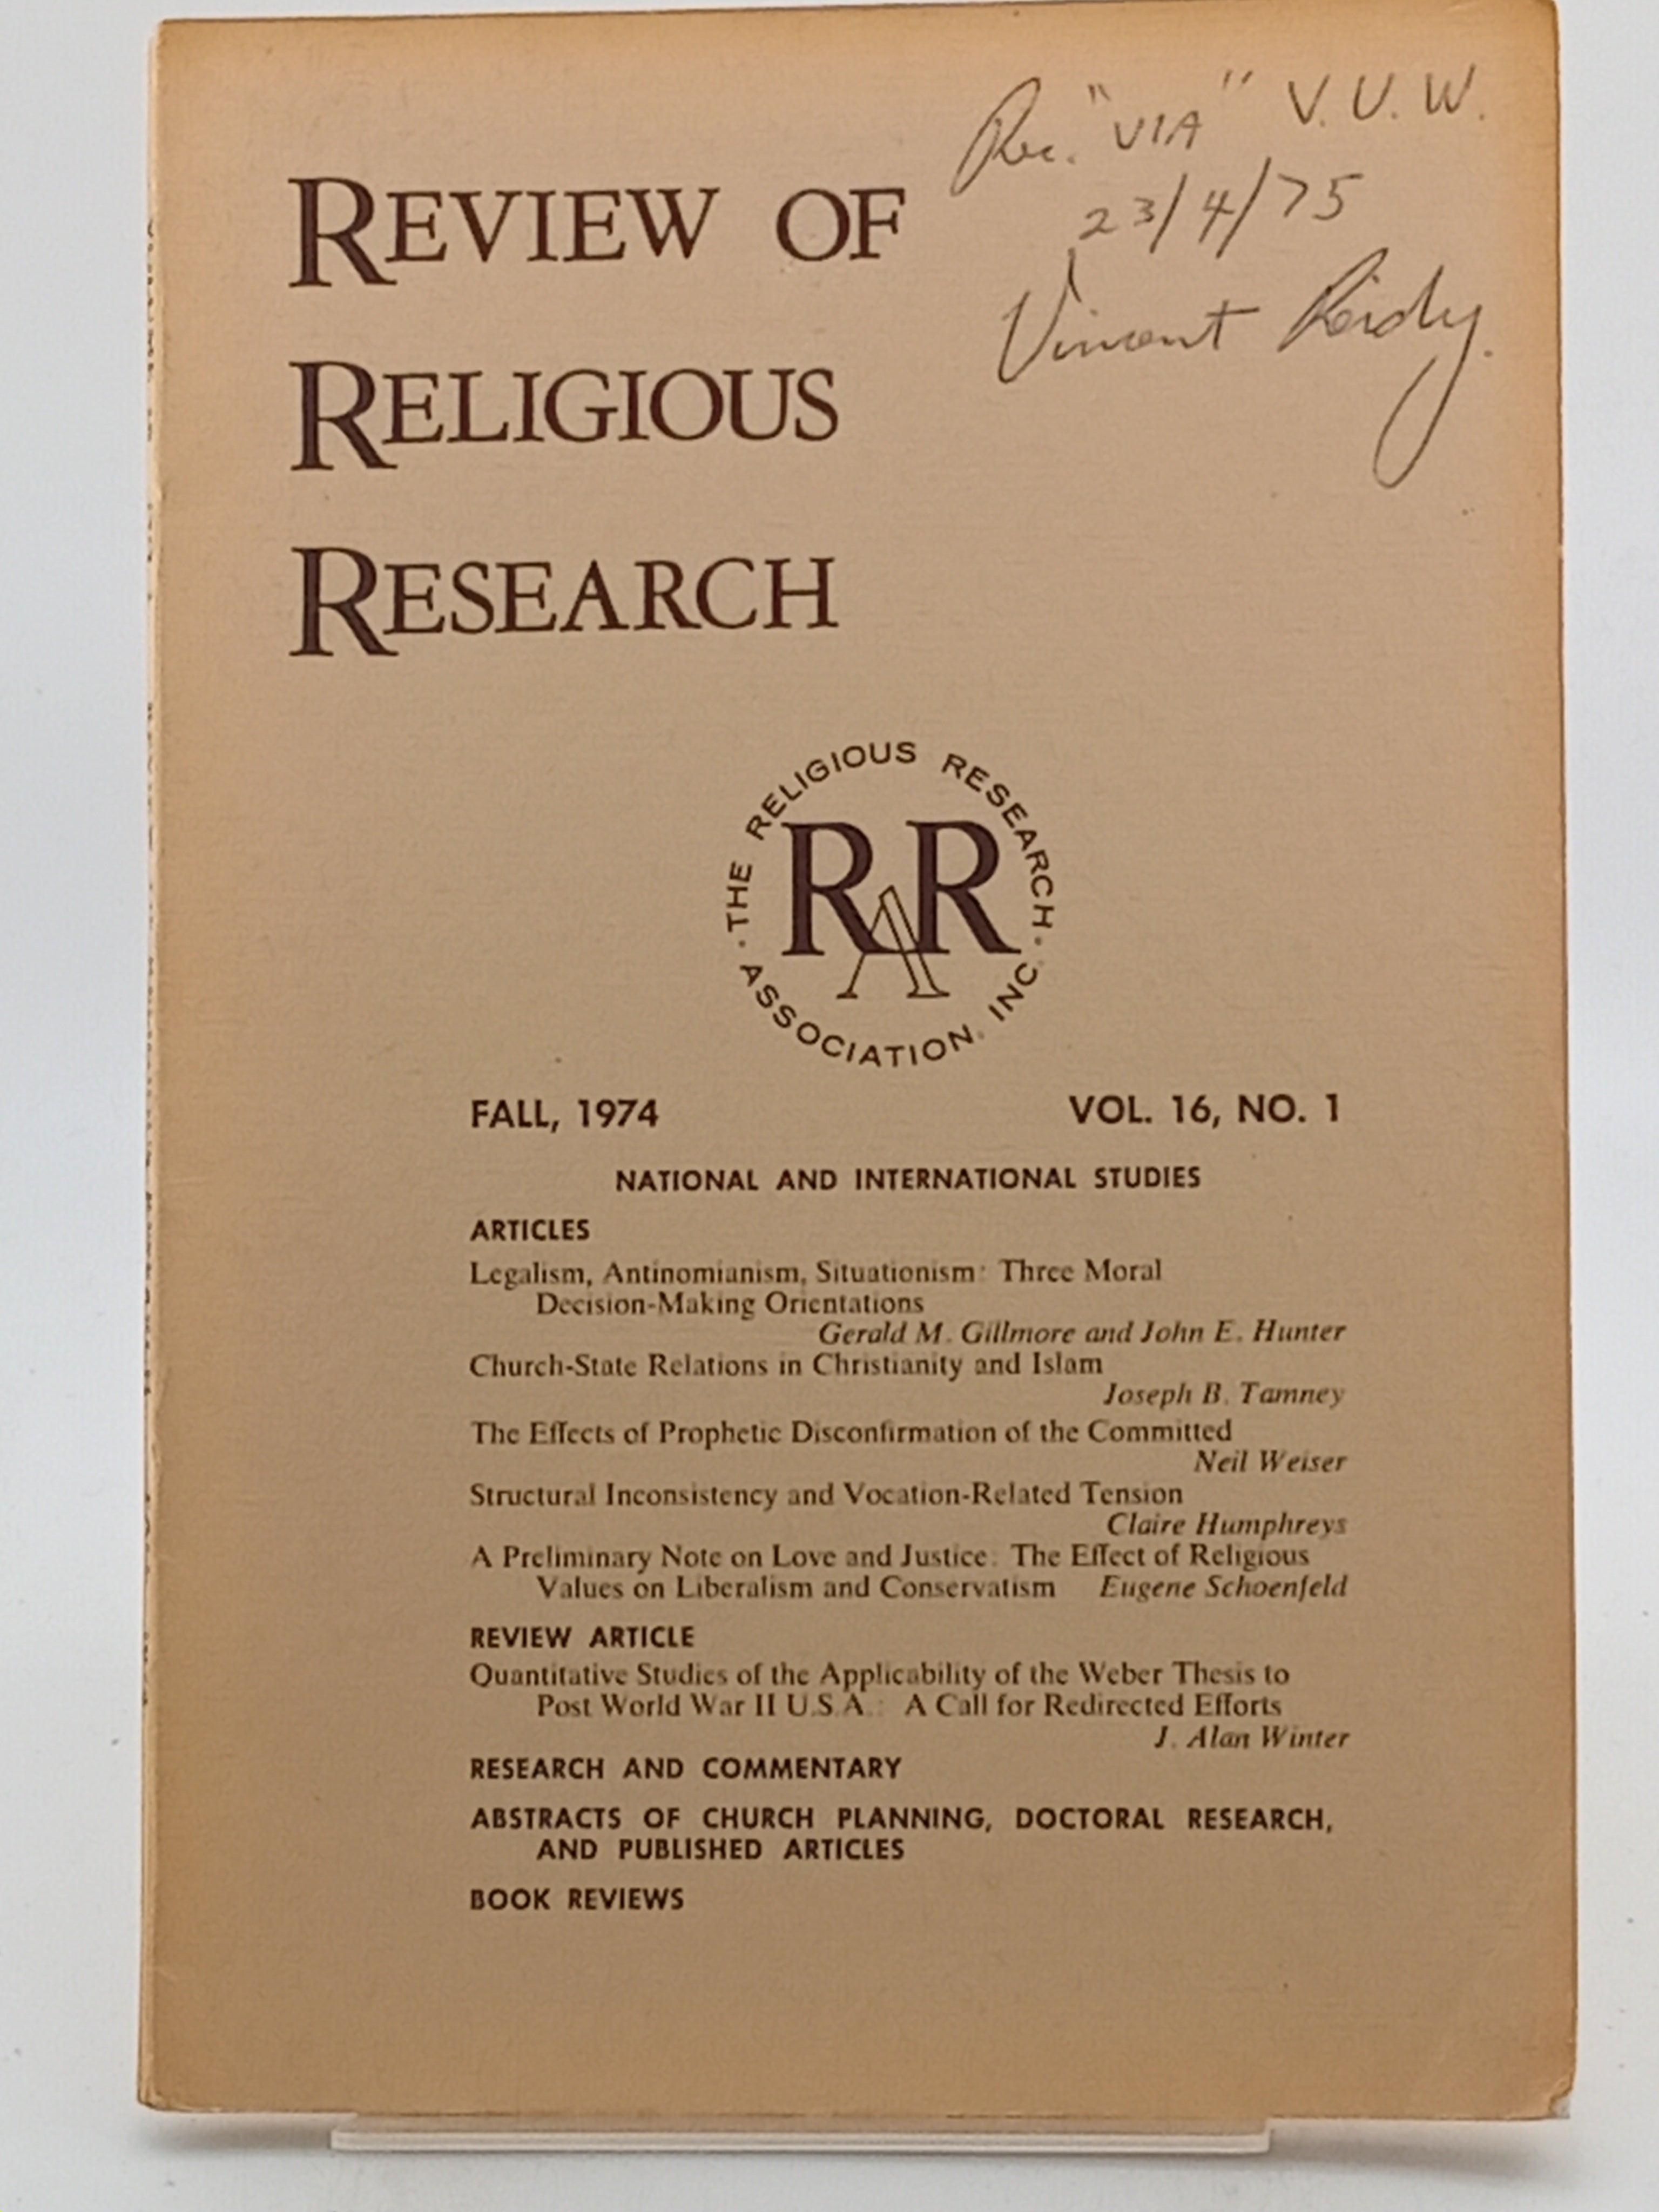 Rec. "VIA" V. U. W.
23/4/75
Vincent Reidy.
REVIEW OF
RELIGIOUS
RESEARCH
· THE RELIGIOUS RESEARCH · ASSOCIATION, INC.
RAR
FALL, 1974 VOL. 16, NO. 1
NATIONAL AND INTERNATIONAL STUDIES
ARTICLES
Legalism, Antinomianism, Situationism: Three Moral
Decision-Making Orientations
Gerald M. Gillmore and John E. Hunter
Church-State Relations in Christianity and Islam
Joseph B. Tamney
The Effects of Prophetic Disconfirmation of the Committed
Neil Weiser
Structural Inconsistency and Vocation-Related Tension
Claire Humphreys
A Preliminary Note on Love and Justice: The Effect of Religious
Values on Liberalism and Conservatism Eugene Schoenfeld
REVIEW ARTICLE
Quantitative Studies of the Applicability of the Weber Thesis to
Post World War II U.S.A.: A Call for Redirected Efforts
J. Alan Winter
RESEARCH AND COMMENTARY
ABSTRACTS OF CHURCH PLANNING, DOCTORAL RESEARCH,
AND PUBLISHED ARTICLES
BOOK REVIEWS